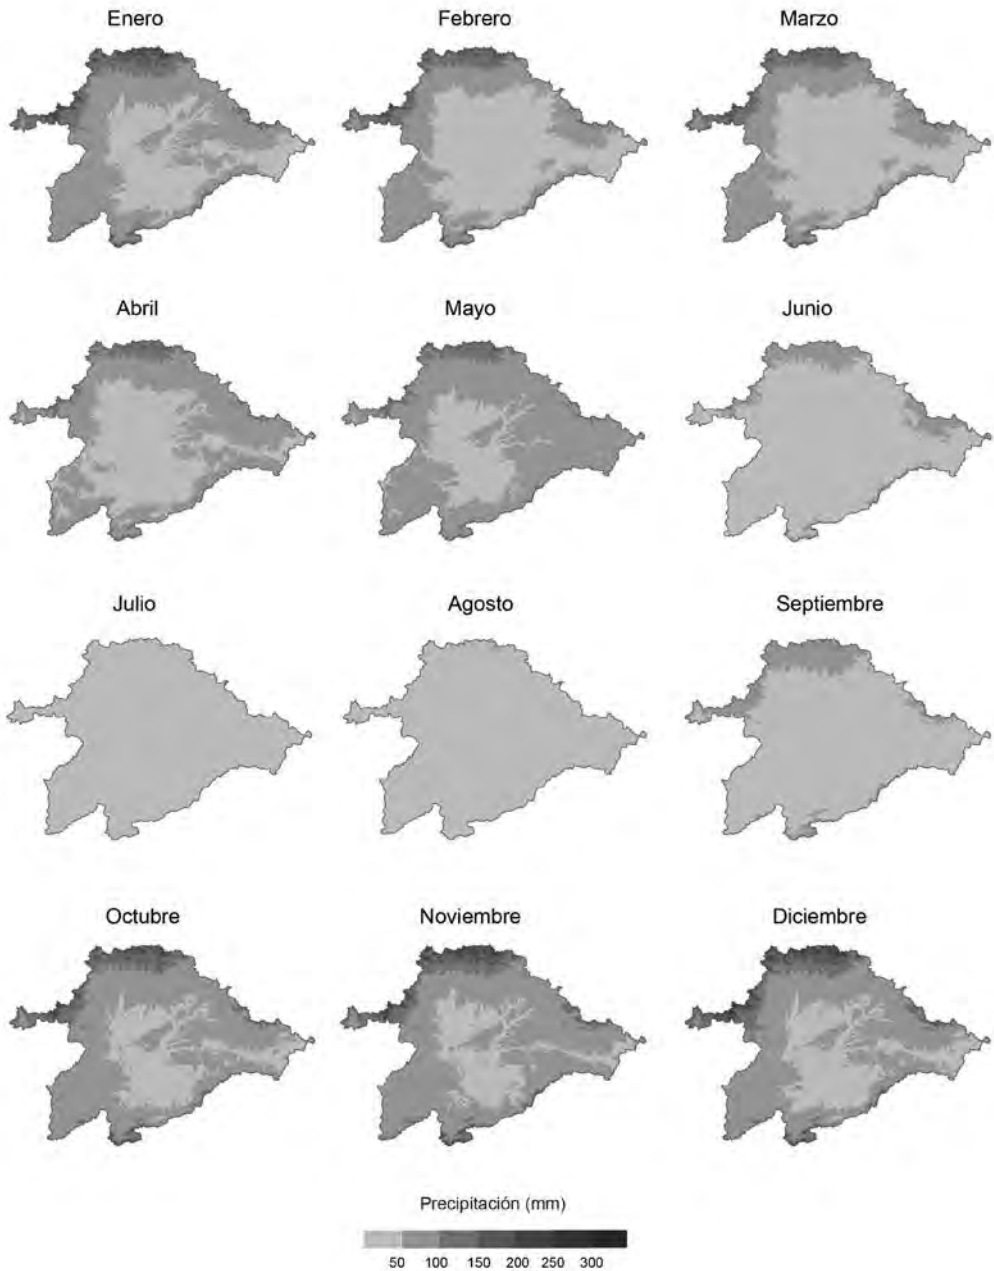 Enero Febrero Marzo
Abril Mayo Junio
Julio Agosto Septiembre
Octubre Noviembre Diciembre
Precipitación (mm)
50 100 150 200 250 300